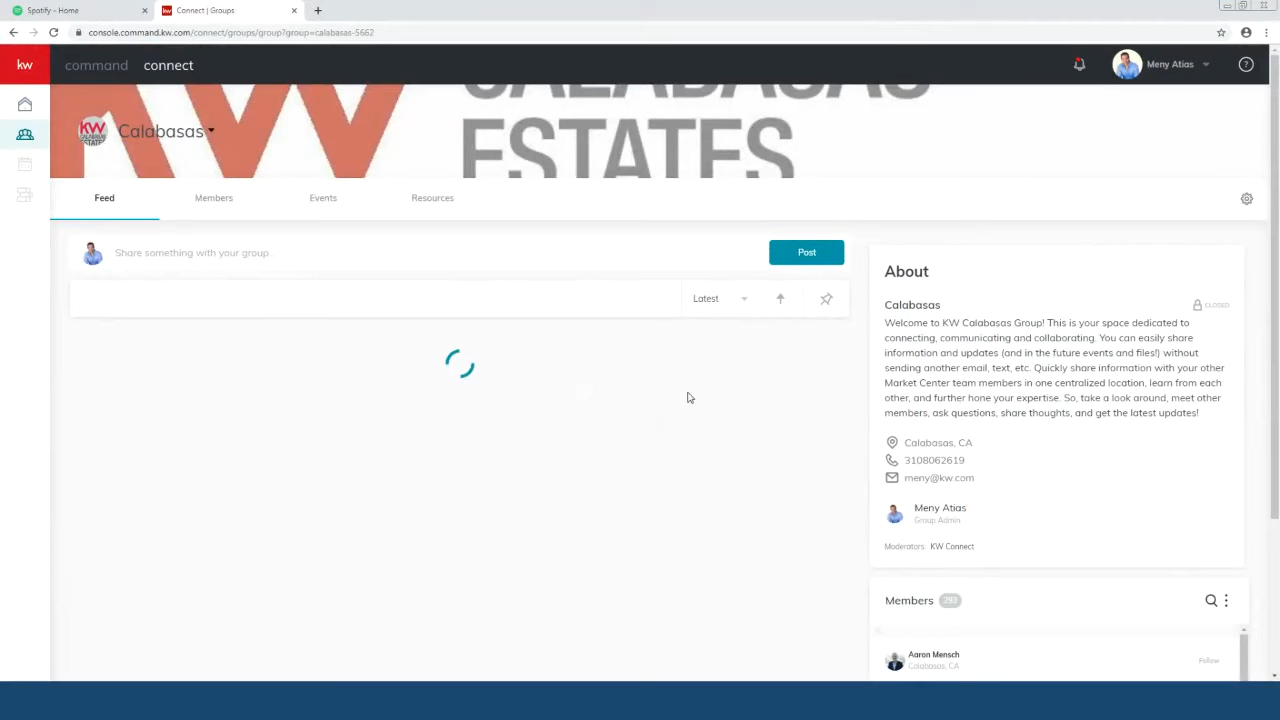 Spotify – Home
Connect | Groups
console.command.kw.com/connect/groups/group?group=calabasas-5662
kw
command
connect
Meny Atias
CALABASAS
ESTATES
KW
CALABASAS
ESTATES
Calabasas
Feed
Members
Events
Resources
Share something with your group
Post
Latest
About
Calabasas
CLOSED
Welcome to KW Calabasas Group! This is your space dedicated to
connecting, communicating and collaborating. You can easily share
information and updates (and in the future events and files!) without
sending another email, text, etc. Quickly share information with your other
Market Center team members in one centralized location, learn from each
other, and further hone your expertise. So, take a look around, meet other
members, ask questions, share thoughts, and get the latest updates!
Calabasas, CA
3108062619
meny@kw.com
Meny Atias
Group Admin
Moderators: KW Connect
Members 293
Aaron Mensch
Calabasas, CA
Follow